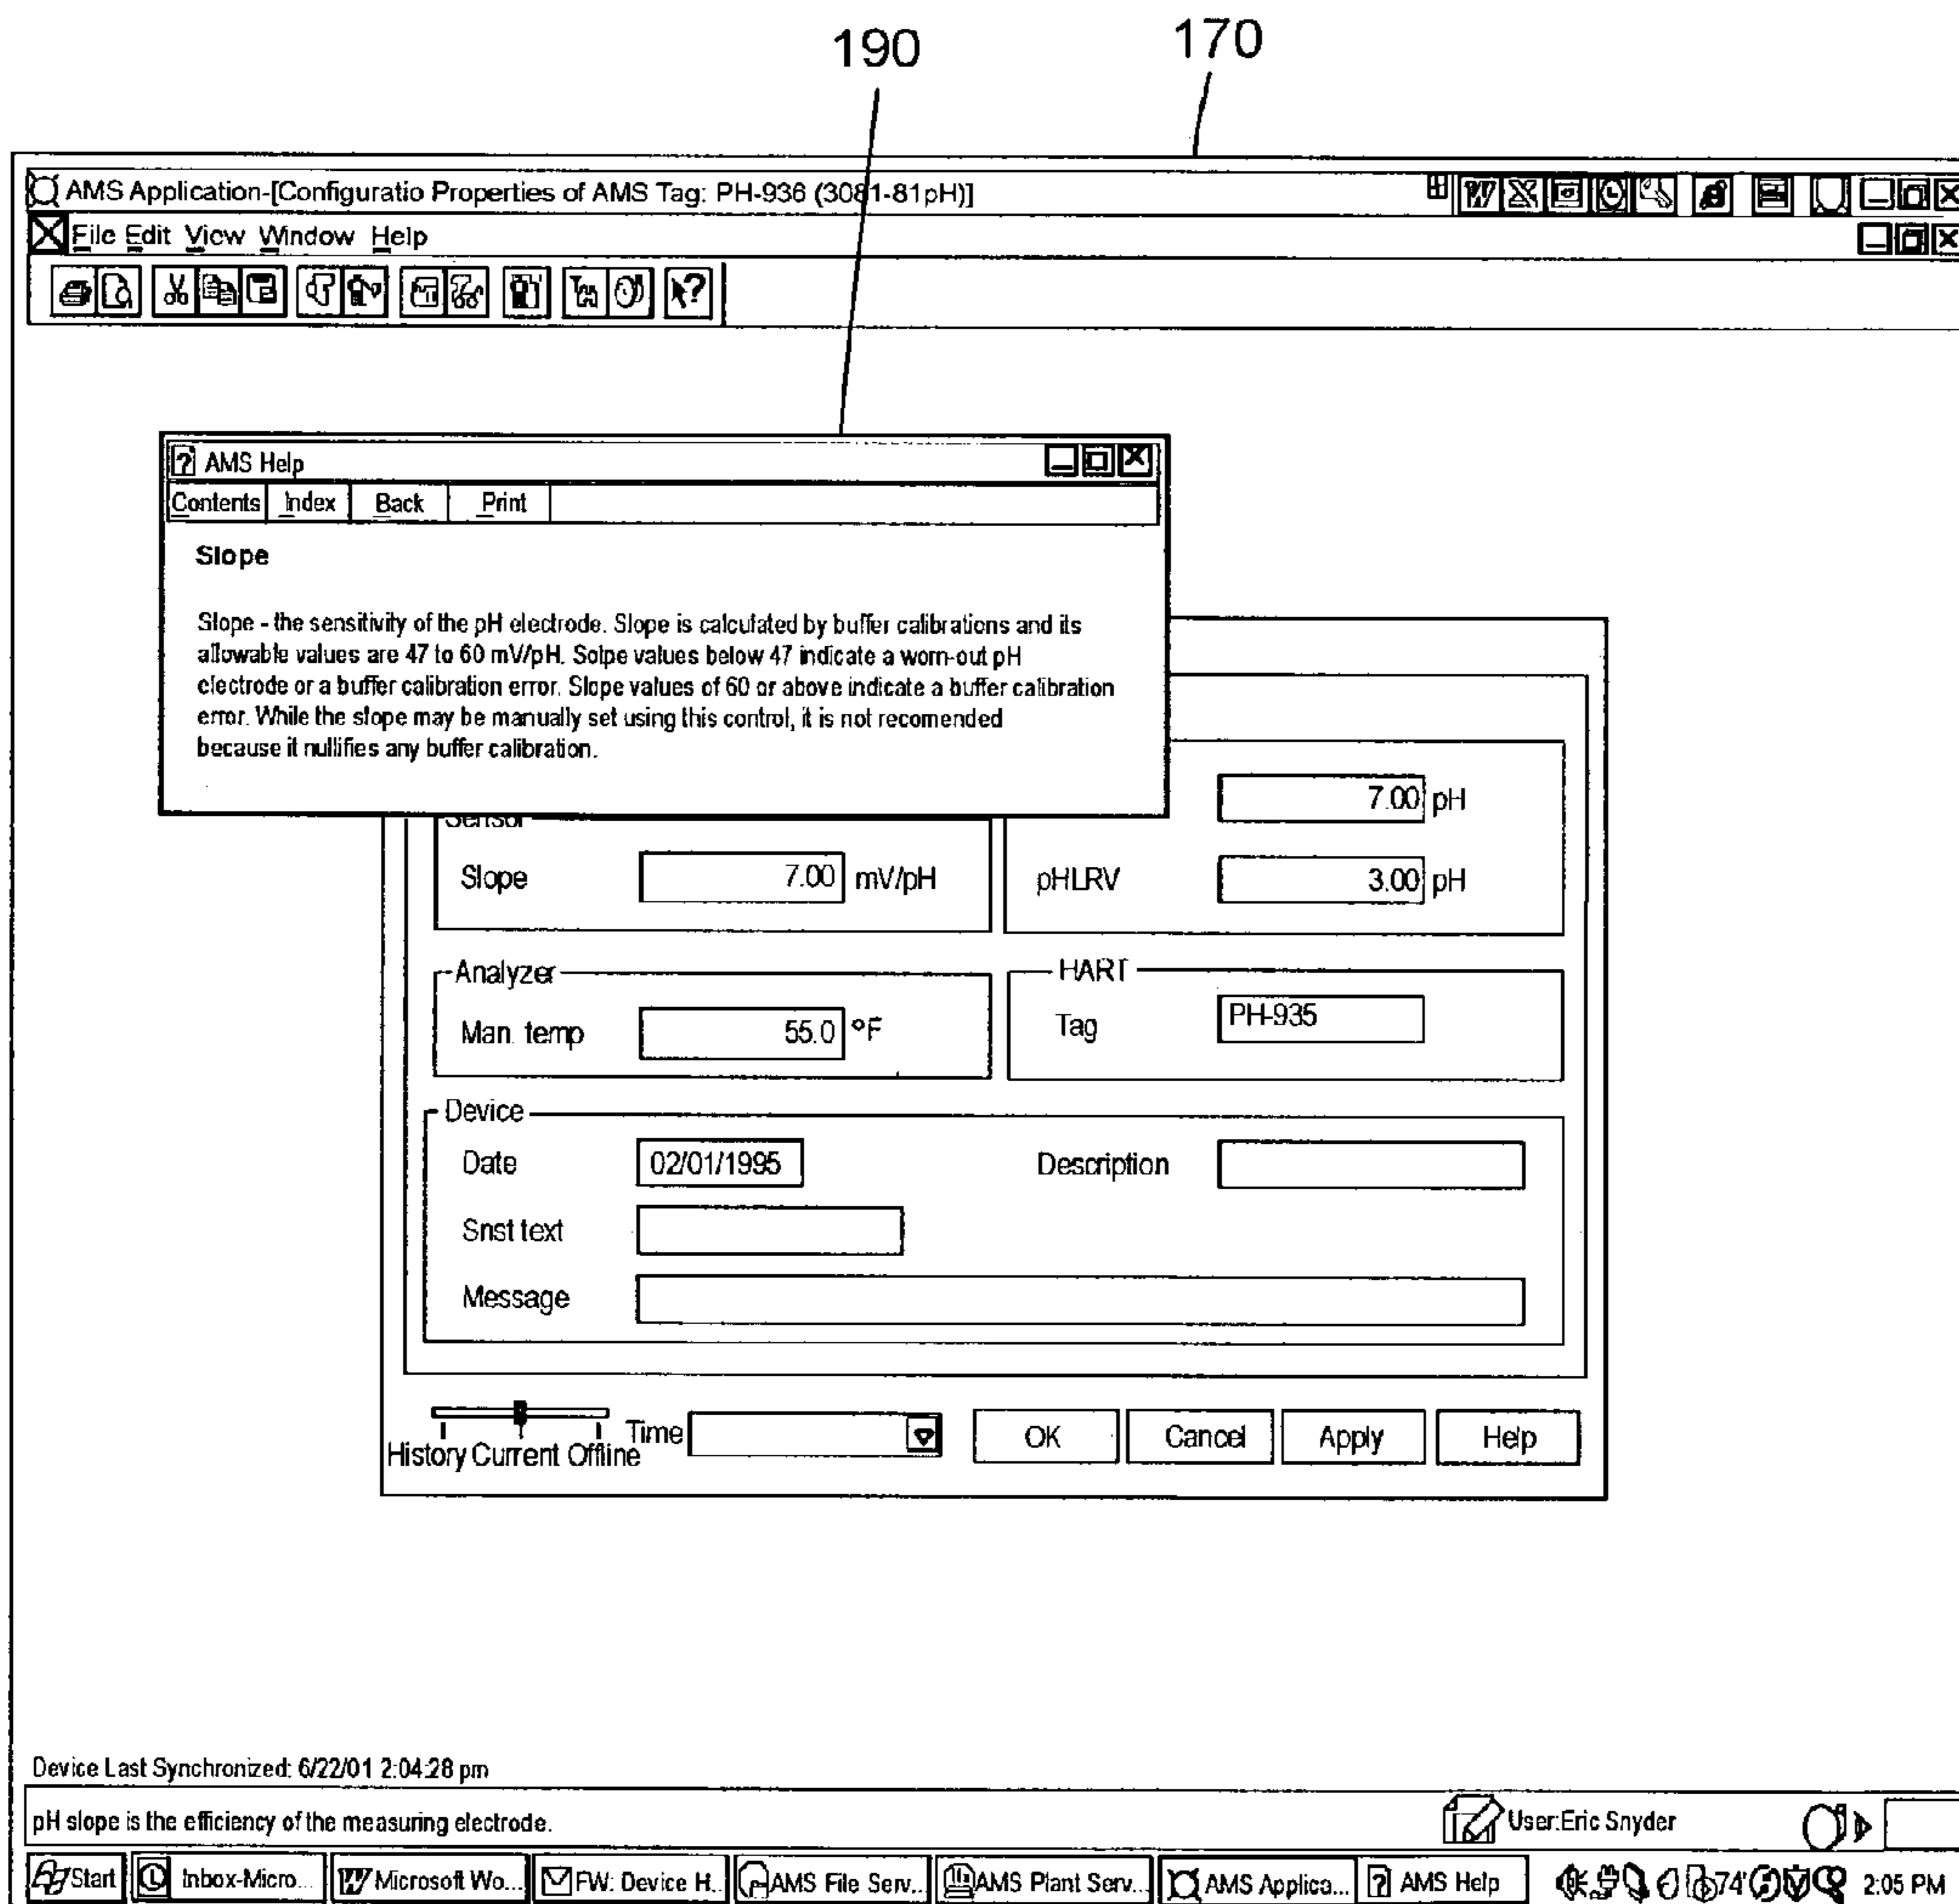 190
170
AMS Application-[Configuratio Properties of AMS Tag: PH-936 (3081-81pH)]
File Edit View Window Help
AMS Help
Contents Index Back Print
Slope
Slope - the sensitivity of the pH electrode. Slope is calculated by buffer calibrations and its
allowable values are 47 to 60 mV/pH. Solpe values below 47 indicate a worn-out pH
electrode or a buffer calibration error. Slope values of 60 or above indicate a buffer calibration
error. While the slope may be manually set using this control, it is not recomended
because it nullifies any buffer calibration.
7.00 pH
Sensor
Slope 7.00 mV/pH pHLRV 3.00 pH
Analyzer HART
Man. temp 55.0 °F Tag PH-935
Device
Date 02/01/1995 Description
Snst text
Message
History Current Offline Time OK Cancel Apply Help
Device Last Synchronized: 6/22/01 2:04:28 pm
pH slope is the efficiency of the measuring electrode. User:Eric Snyder
Start Inbox-Micro... Microsoft Wo... FW: Device H.. AMS File Serv... AMS Plant Serv... AMS Applica... AMS Help 74° 2:05 PM